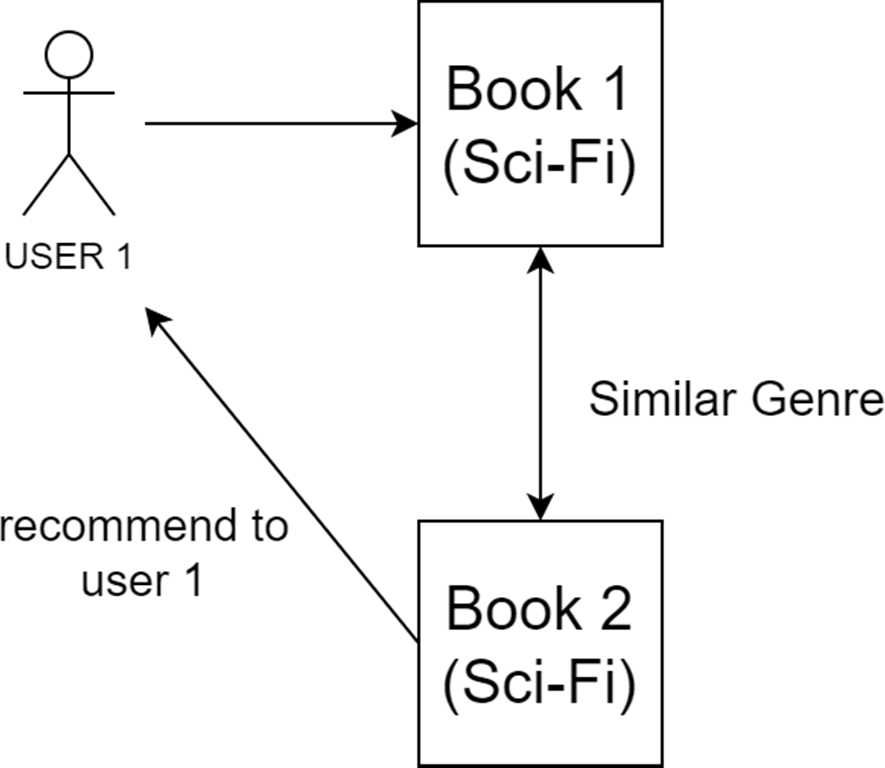 Book 1
(Sci-Fi)
USER 1
Similar Genre
recommend to
user 1
Book 2
(Sci-Fi)